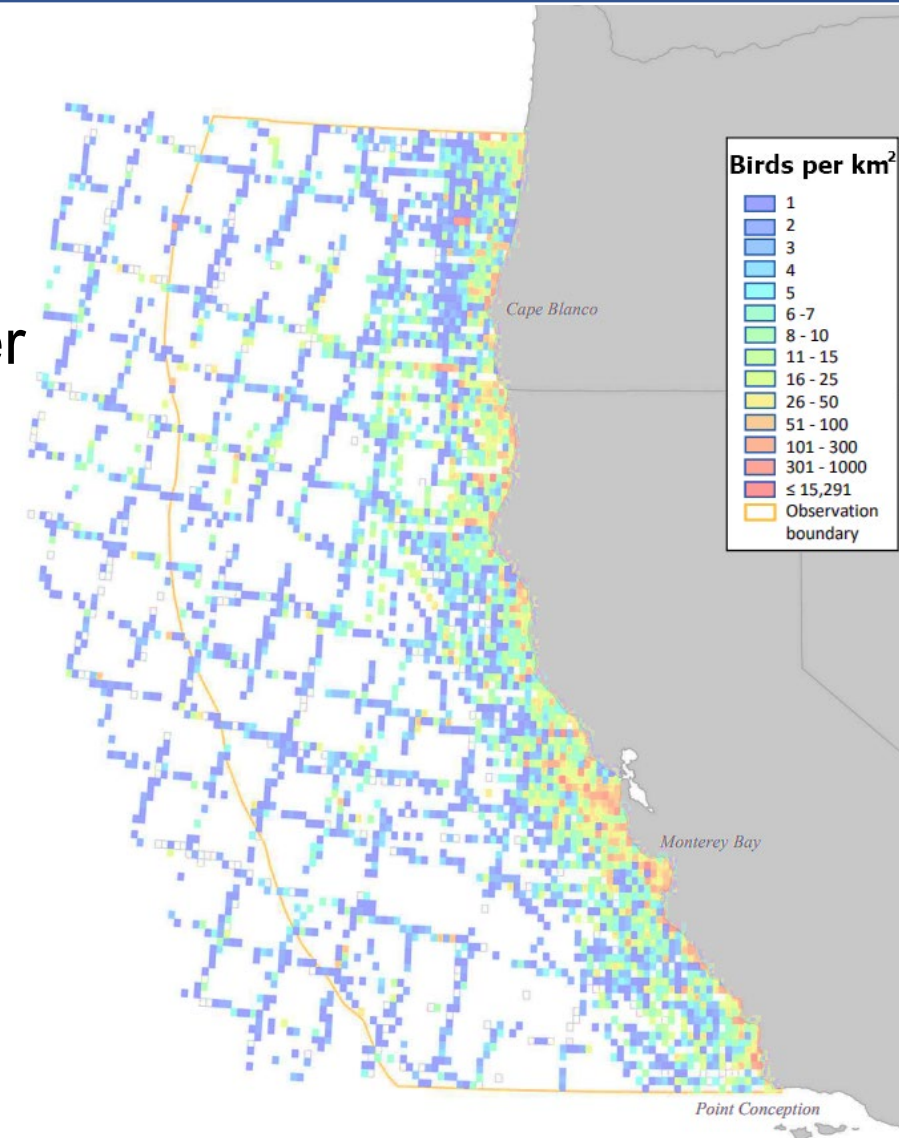 Birds per km²
1
2
3
4
5
6 -7
8 - 10
11 - 15
16 - 25
26 - 50
51 - 100
101 - 300
301 - 1000
≤ 15,291
Observation
boundary
er
Cape Blanco
Monterey Bay
Point Conception